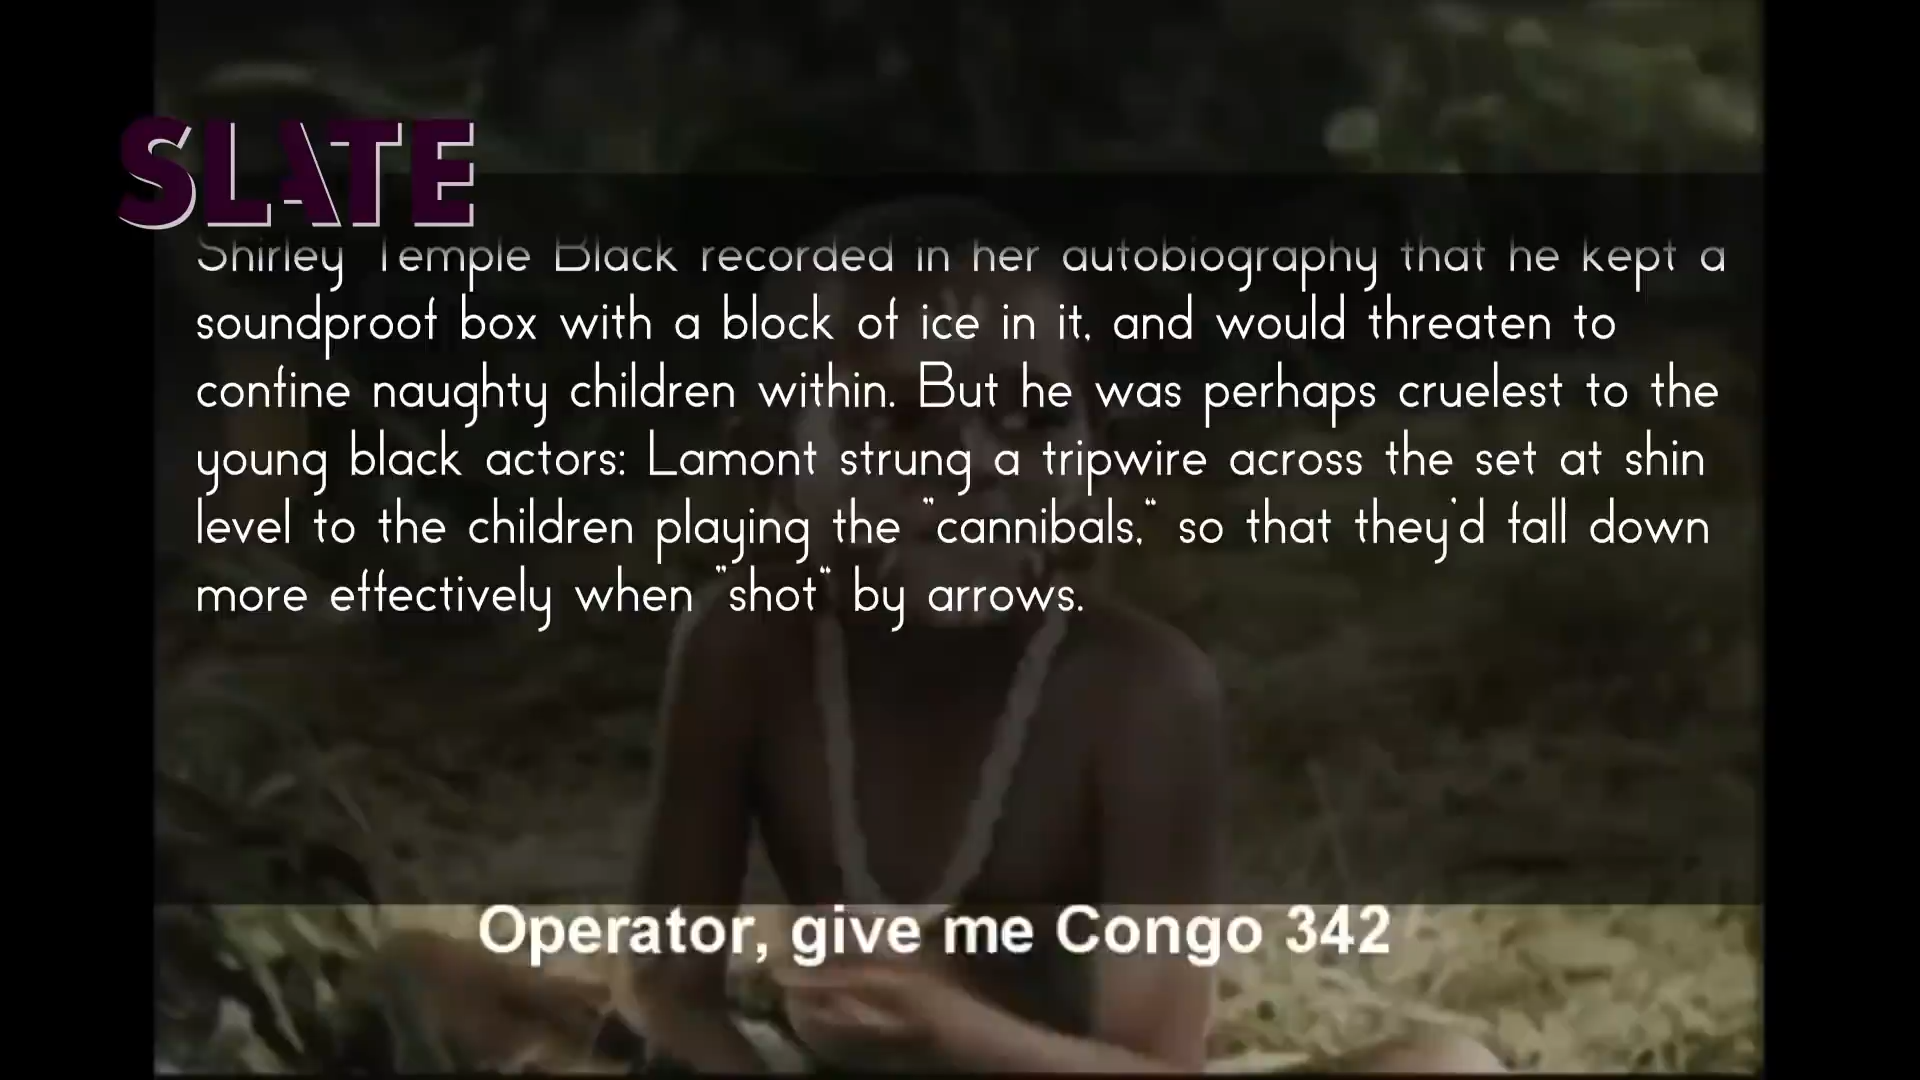 SLATE
Shirley Temple Black recorded in her autobiography that he kept a
soundproof box with a block of ice in it, and would threaten to
confine naughty children within. But he was perhaps cruelest to the
young black actors: Lamont strung a tripwire across the set at shin
level to the children playing the "cannibals," so that they'd fall down
more effectively when "shot" by arrows.
Operator, give me Congo 342